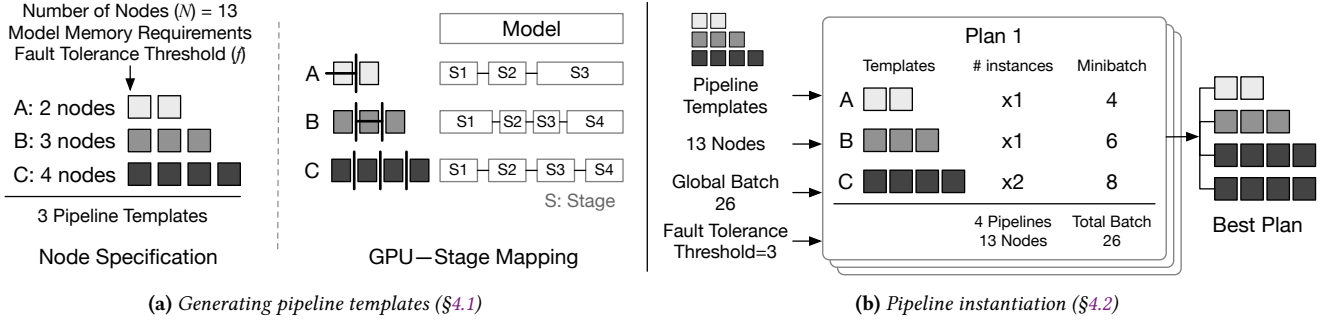 Number of Nodes (N) = 13
Model Memory Requirements
Fault Tolerance Threshold (f)
A: 2 nodes
B: 3 nodes
C: 4 nodes
3 Pipeline Templates
Node Specification
Model
A
S1
S2
S3
B
S1
S2
S3
S4
C
S1
S2
S3
S4
S: Stage
GPU—Stage Mapping
(a) Generating pipeline templates (§4.1)
Pipeline
Templates
13 Nodes
Global Batch
26
Fault Tolerance
Threshold=3
Plan 1
Templates # instances Minibatch
A x1 4
B x1 6
C x2 8
4 Pipelines Total Batch
13 Nodes 26
Best Plan
(b) Pipeline instantiation (§4.2)